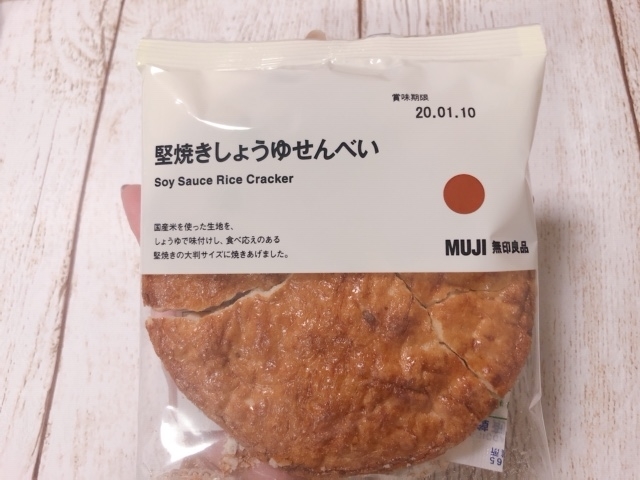 賞味期限
20.01.10
堅焼きしょうゆせんべい
Soy Sauce Rice Cracker
国産米を使った生地を、
しょうゆで味付けし、食べ応えのある
堅焼きの大判サイズに焼きあげました。
MUJI 無印良品